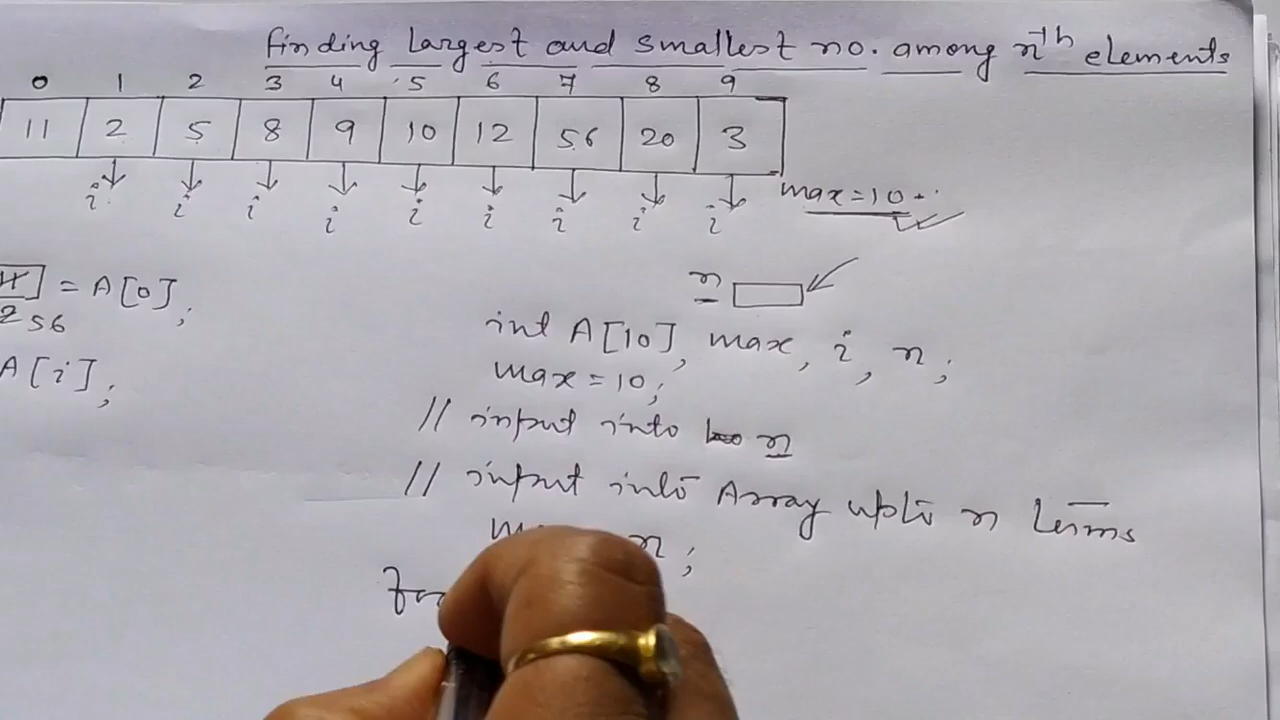 Finding Largest and smallest no. among nth elements
0 1 2 3 4 5 6 7 8 9
11 2 5 8 9 10 12 56 20 3
i i i i i i i i i
max=10
= A[0];
n
2 56
int A[10], max, i, n;
A[i];
max=10;
// input into n
// input into Array upto n terms
n;